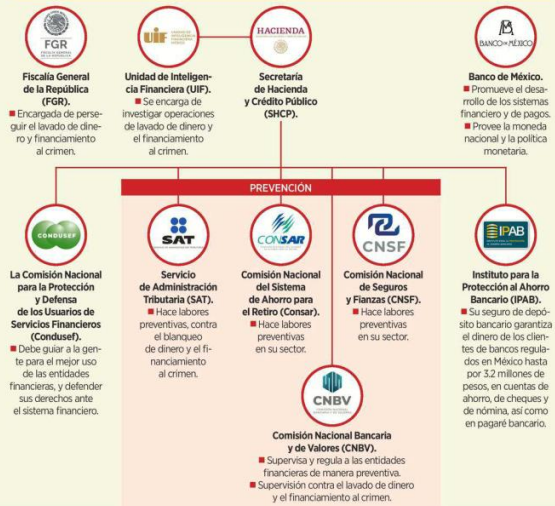 FGR
FISCALÍA GENERAL
DE LA REPÚBLICA
Fiscalía General
de la República
(FGR).
■ Encargada de perse-
guir el lavado de dine-
ro y financiamiento
al crimen.
UIF
UNIDAD DE
INTELIGENCIA
FINANCIERA
Unidad de Inteligen-
cia Financiera (UIF).
■ Se encarga de
investigar operaciones
de lavado de dinero y
el financiamiento
al crimen.
HACIENDA
Secretaría
de Hacienda
y Crédito Público
(SHCP).
BANCO DE MÉXICO
Banco de México.
■ Promueve el desa-
rrollo de los sistemas
financiero y de pagos.
■ Provee la moneda
nacional y la política
monetaria.
PREVENCIÓN
CONDUSEF
La Comisión Nacional
para la Protección
y Defensa
de los Usuarios de
Servicios Financieros
(Condusef).
■ Debe guiar a la gen-
te para el mejor uso
de las entidades
financieras, y defender
sus derechos ante
el sistema financiero.
SAT
Servicio
de Administración
Tributaria (SAT).
■ Hace labores
preventivas, contra
el blanqueo
de dinero y el fi-
nanciamiento
al crimen.
CONSAR
Comisión Nacional
del Sistema
de Ahorro para
el Retiro (Consar).
■ Hace labores
preventivas
en su sector.
CNSF
Comisión Nacional
de Seguros
y Fianzas (CNSF).
■ Hace labores
preventivas
en su sector.
IPAB
Instituto para la
Protección al Ahorro
Bancario (IPAB).
■ Su seguro de depó-
sito bancario garantiza
el dinero de los clien-
tes de bancos regula-
dos en México hasta
por 3.2 millones de
pesos, en cuentas de
ahorro, de cheques y
de nómina, así como
en pagaré bancario.
CNBV
Comisión Nacional Bancaria
y de Valores (CNBV).
■ Supervisa y regula a las entidades
financieras de manera preventiva.
■ Supervisión contra el lavado de dinero
y el financiamiento al crimen.